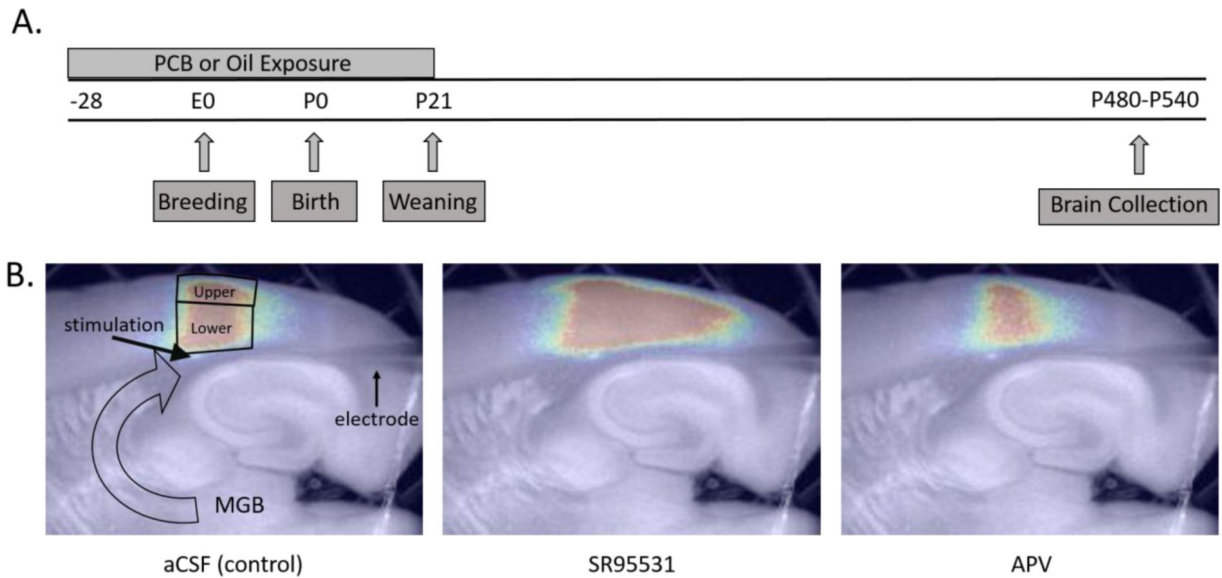 A.
PCB or Oil Exposure
-28 E0 P0 P21 P480-P540
Breeding Birth Weaning Brain Collection
B.
Upper
Lower
stimulation
electrode
MGB
aCSF (control) SR95531 APV